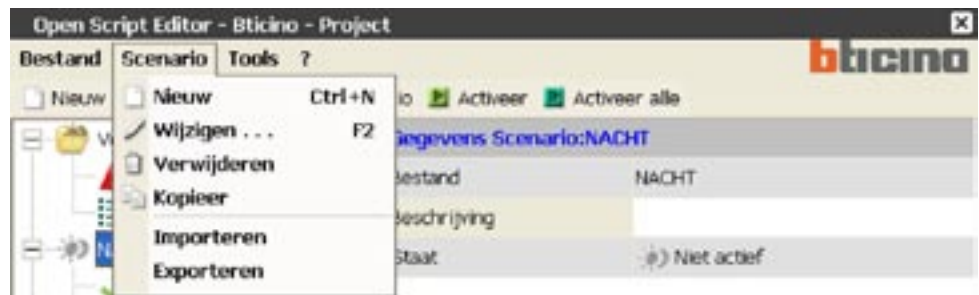 Open Script Editor - Bticino - Project
Bestand Scenario Tools ?
bticino
Nieuw Nieuw Ctrl+N io Activeer Activeer alle
Wijzigen . . . F2 Gegevens Scenario:NACHT
Verwijderen Bestand NACHT
Kopieer Beschrijving
Importeren
Exporteren Staat Niet actief